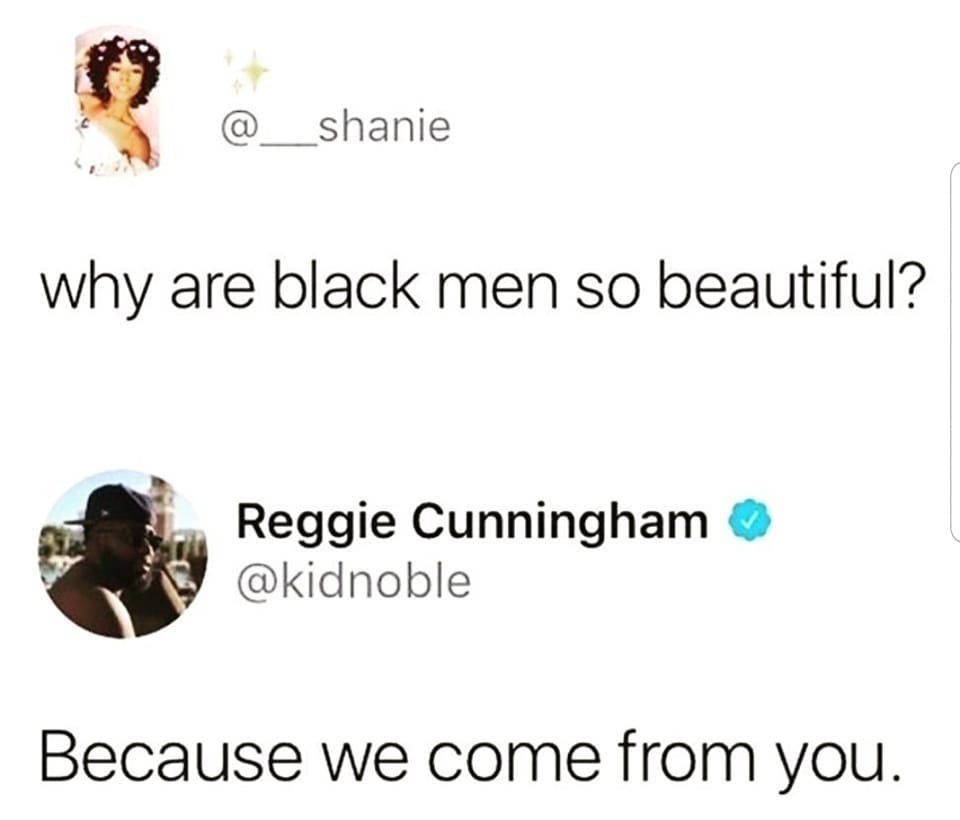 @__shanie
why are black men so beautiful?
Reggie Cunningham
@kidnoble
Because we come from you.